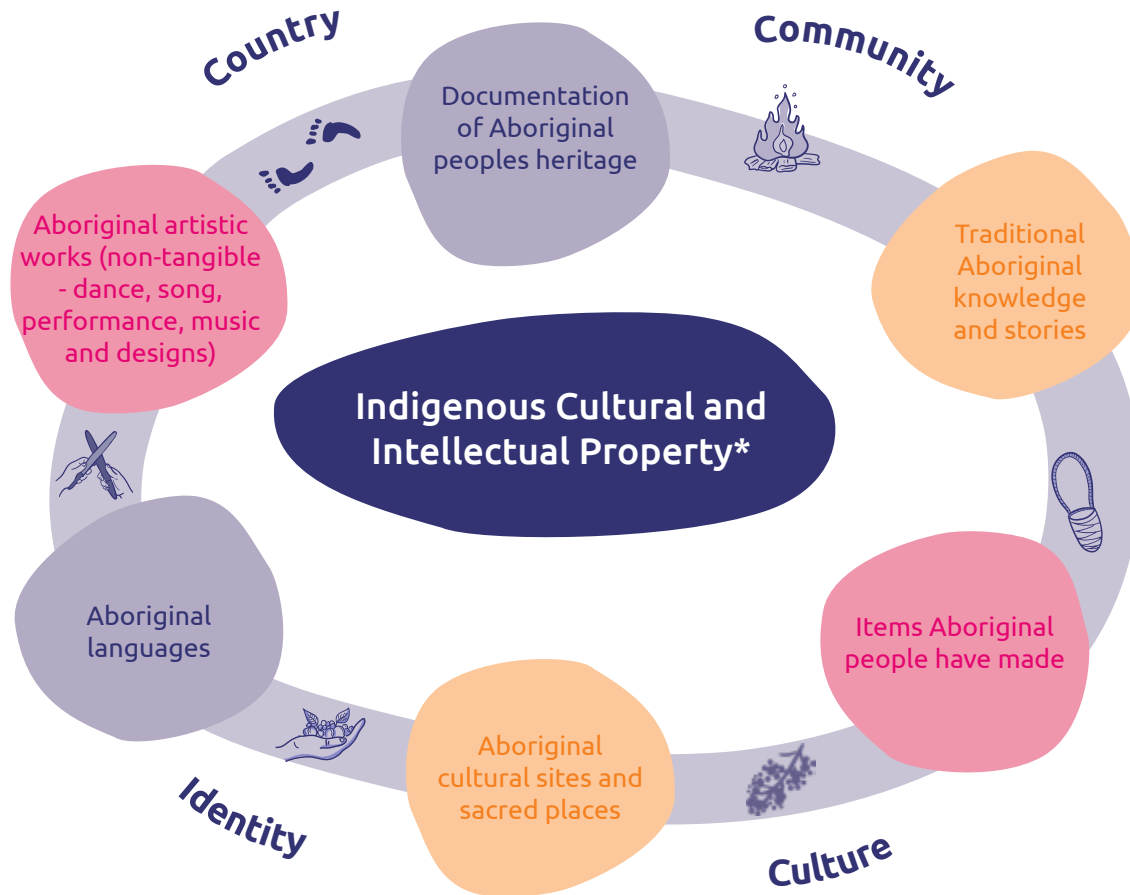 Country
Community
Documentation
of Aboriginal
peoples heritage
Aboriginal artistic
works (non-tangible
- dance, song,
performance, music
and designs)
Traditional
Aboriginal
knowledge
and stories
Indigenous Cultural and
Intellectual Property*
Aboriginal
languages
Items Aboriginal
people have made
Aboriginal
cultural sites and
sacred places
Identity
Culture